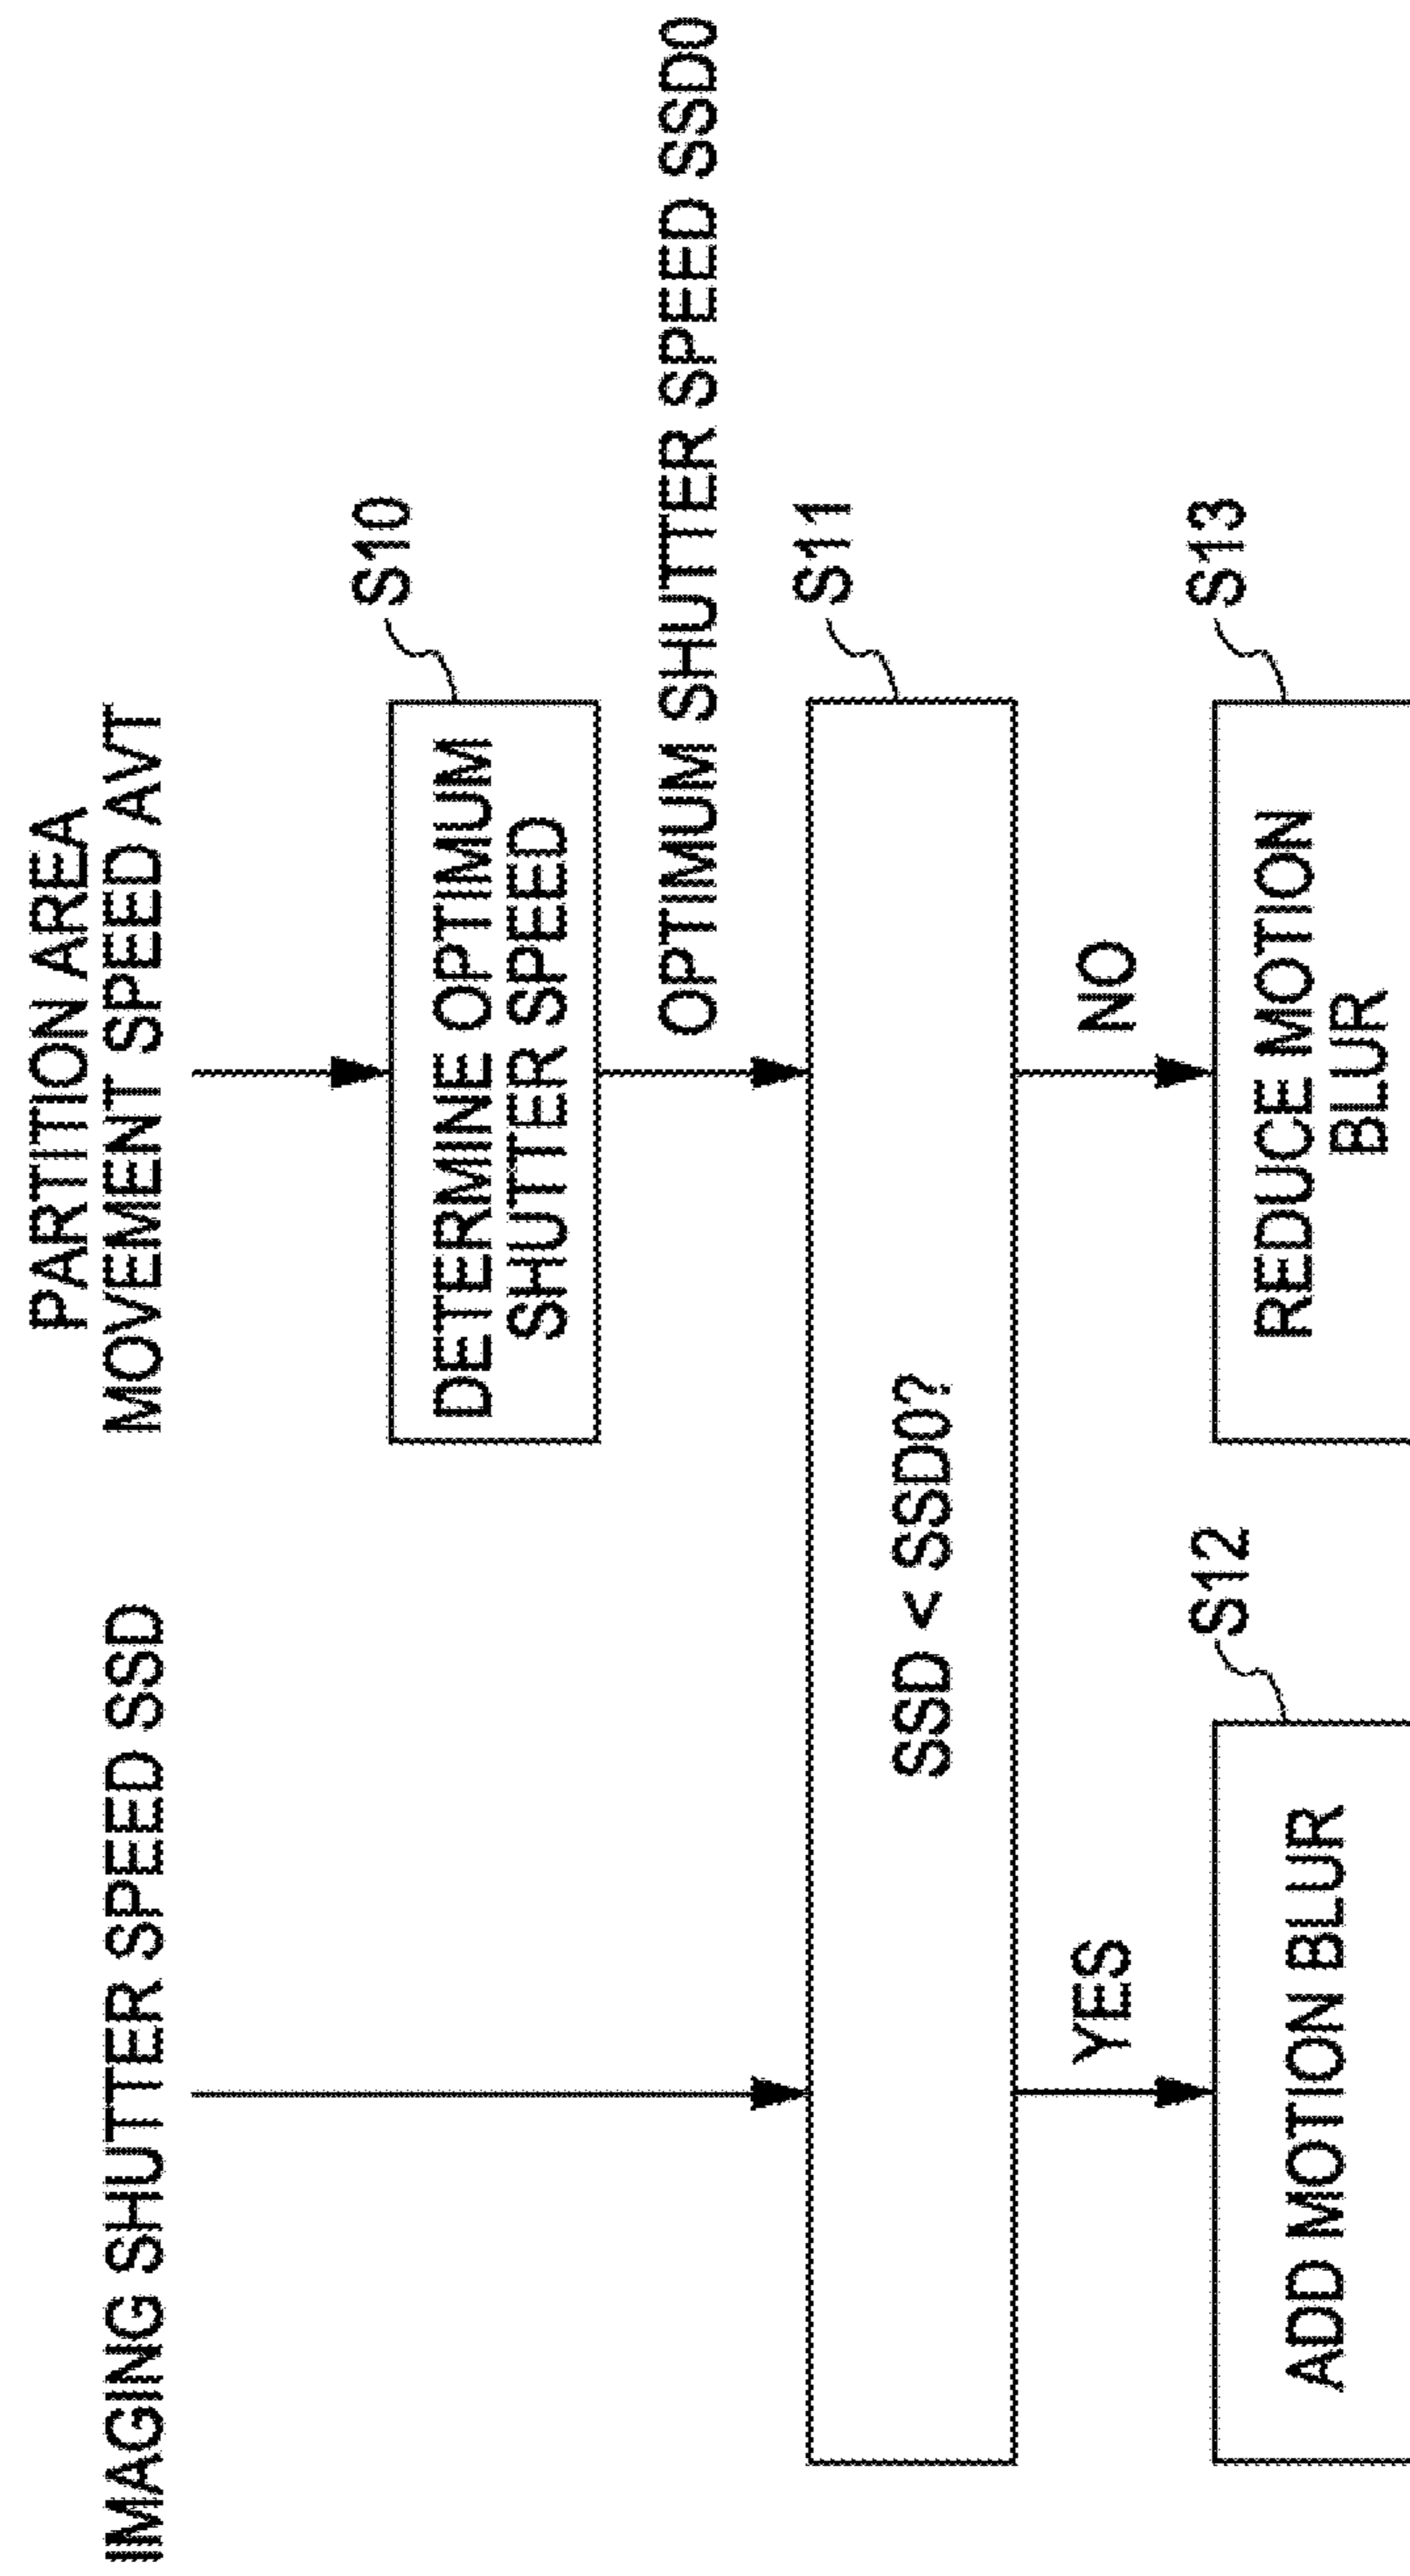 IMAGING SHUTTER SPEED SSD
PARTITION AREA
MOVEMENT SPEED AVT
S10
DETERMINE OPTIMUM
SHUTTER SPEED
OPTIMUM SHUTTER SPEED SSD0
S11
SSD < SSD0?
YES
NO
S12
ADD MOTION BLUR
S13
REDUCE MOTION
BLUR